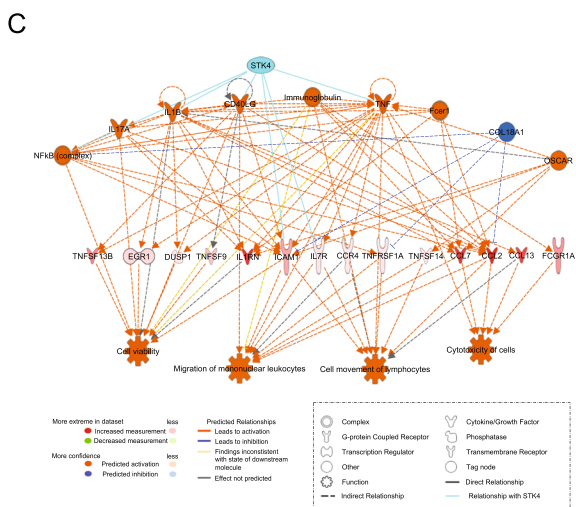 C
STK4
IL17A
IL1B
CD40LG
Immunoglobulin
TNF
Fcer1
COL18A1
NFkB (complex)
OSCAR
TNFSF13B
EGR1
DUSP1
TNFSF9
IL1RN
ICAM1
IL7R
CCR4
TNFRSF1A
TNFSF14
CCL7
CCL2
CCL13
FCGR1A
Cell viability
Migration of mononuclear leukocytes
Cell movement of lymphocytes
Cytotoxicity of cells
More extreme in dataset less
Increased measurement
Decreased measurement
More confidence less
Predicted activation
Predicted inhibition
Predicted Relationships
Leads to activation
Leads to inhibition
Findings inconsistent
with state of downstream
molecule
Effect not predicted
Complex
G-protein Coupled Receptor
Transcription Regulator
Other
Function
Indirect Relationship
Cytokine/Growth Factor
Phosphatase
Transmembrane Receptor
Tag node
Direct Relationship
Relationship with STK4